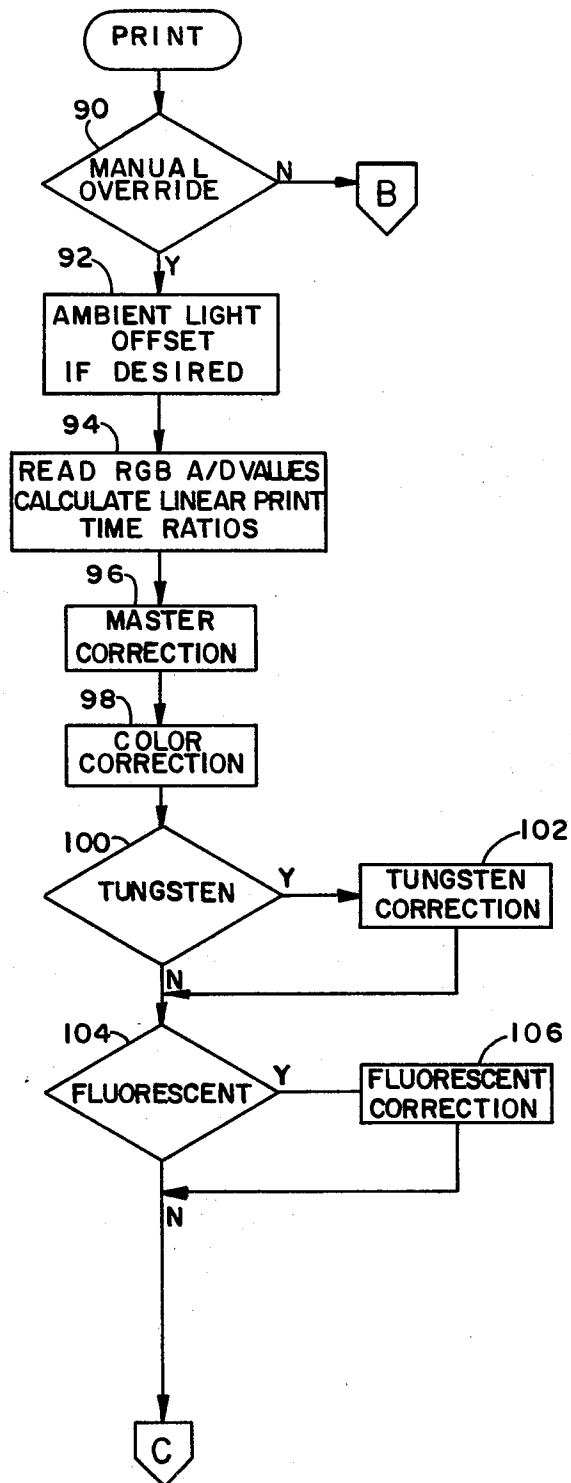 PRINT
90
MANUAL
OVERRIDE
N
B
Y
92
AMBIENT LIGHT
OFFSET
IF DESIRED
94
READ RGB A/D VALUES
CALCULATE LINEAR PRINT
TIME RATIOS
96
MASTER
CORRECTION
98
COLOR
CORRECTION
100
TUNGSTEN
Y
102
TUNGSTEN
CORRECTION
N
104
FLUORESCENT
Y
106
FLUORESCENT
CORRECTION
N
C